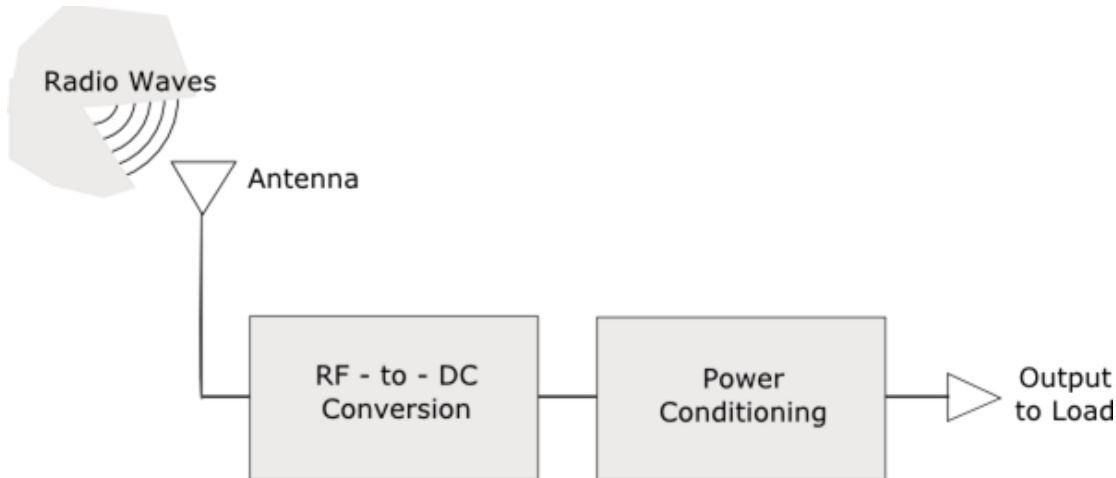 Radio Waves
Antenna
RF - to - DC
Conversion
Power
Conditioning
Output
to Load